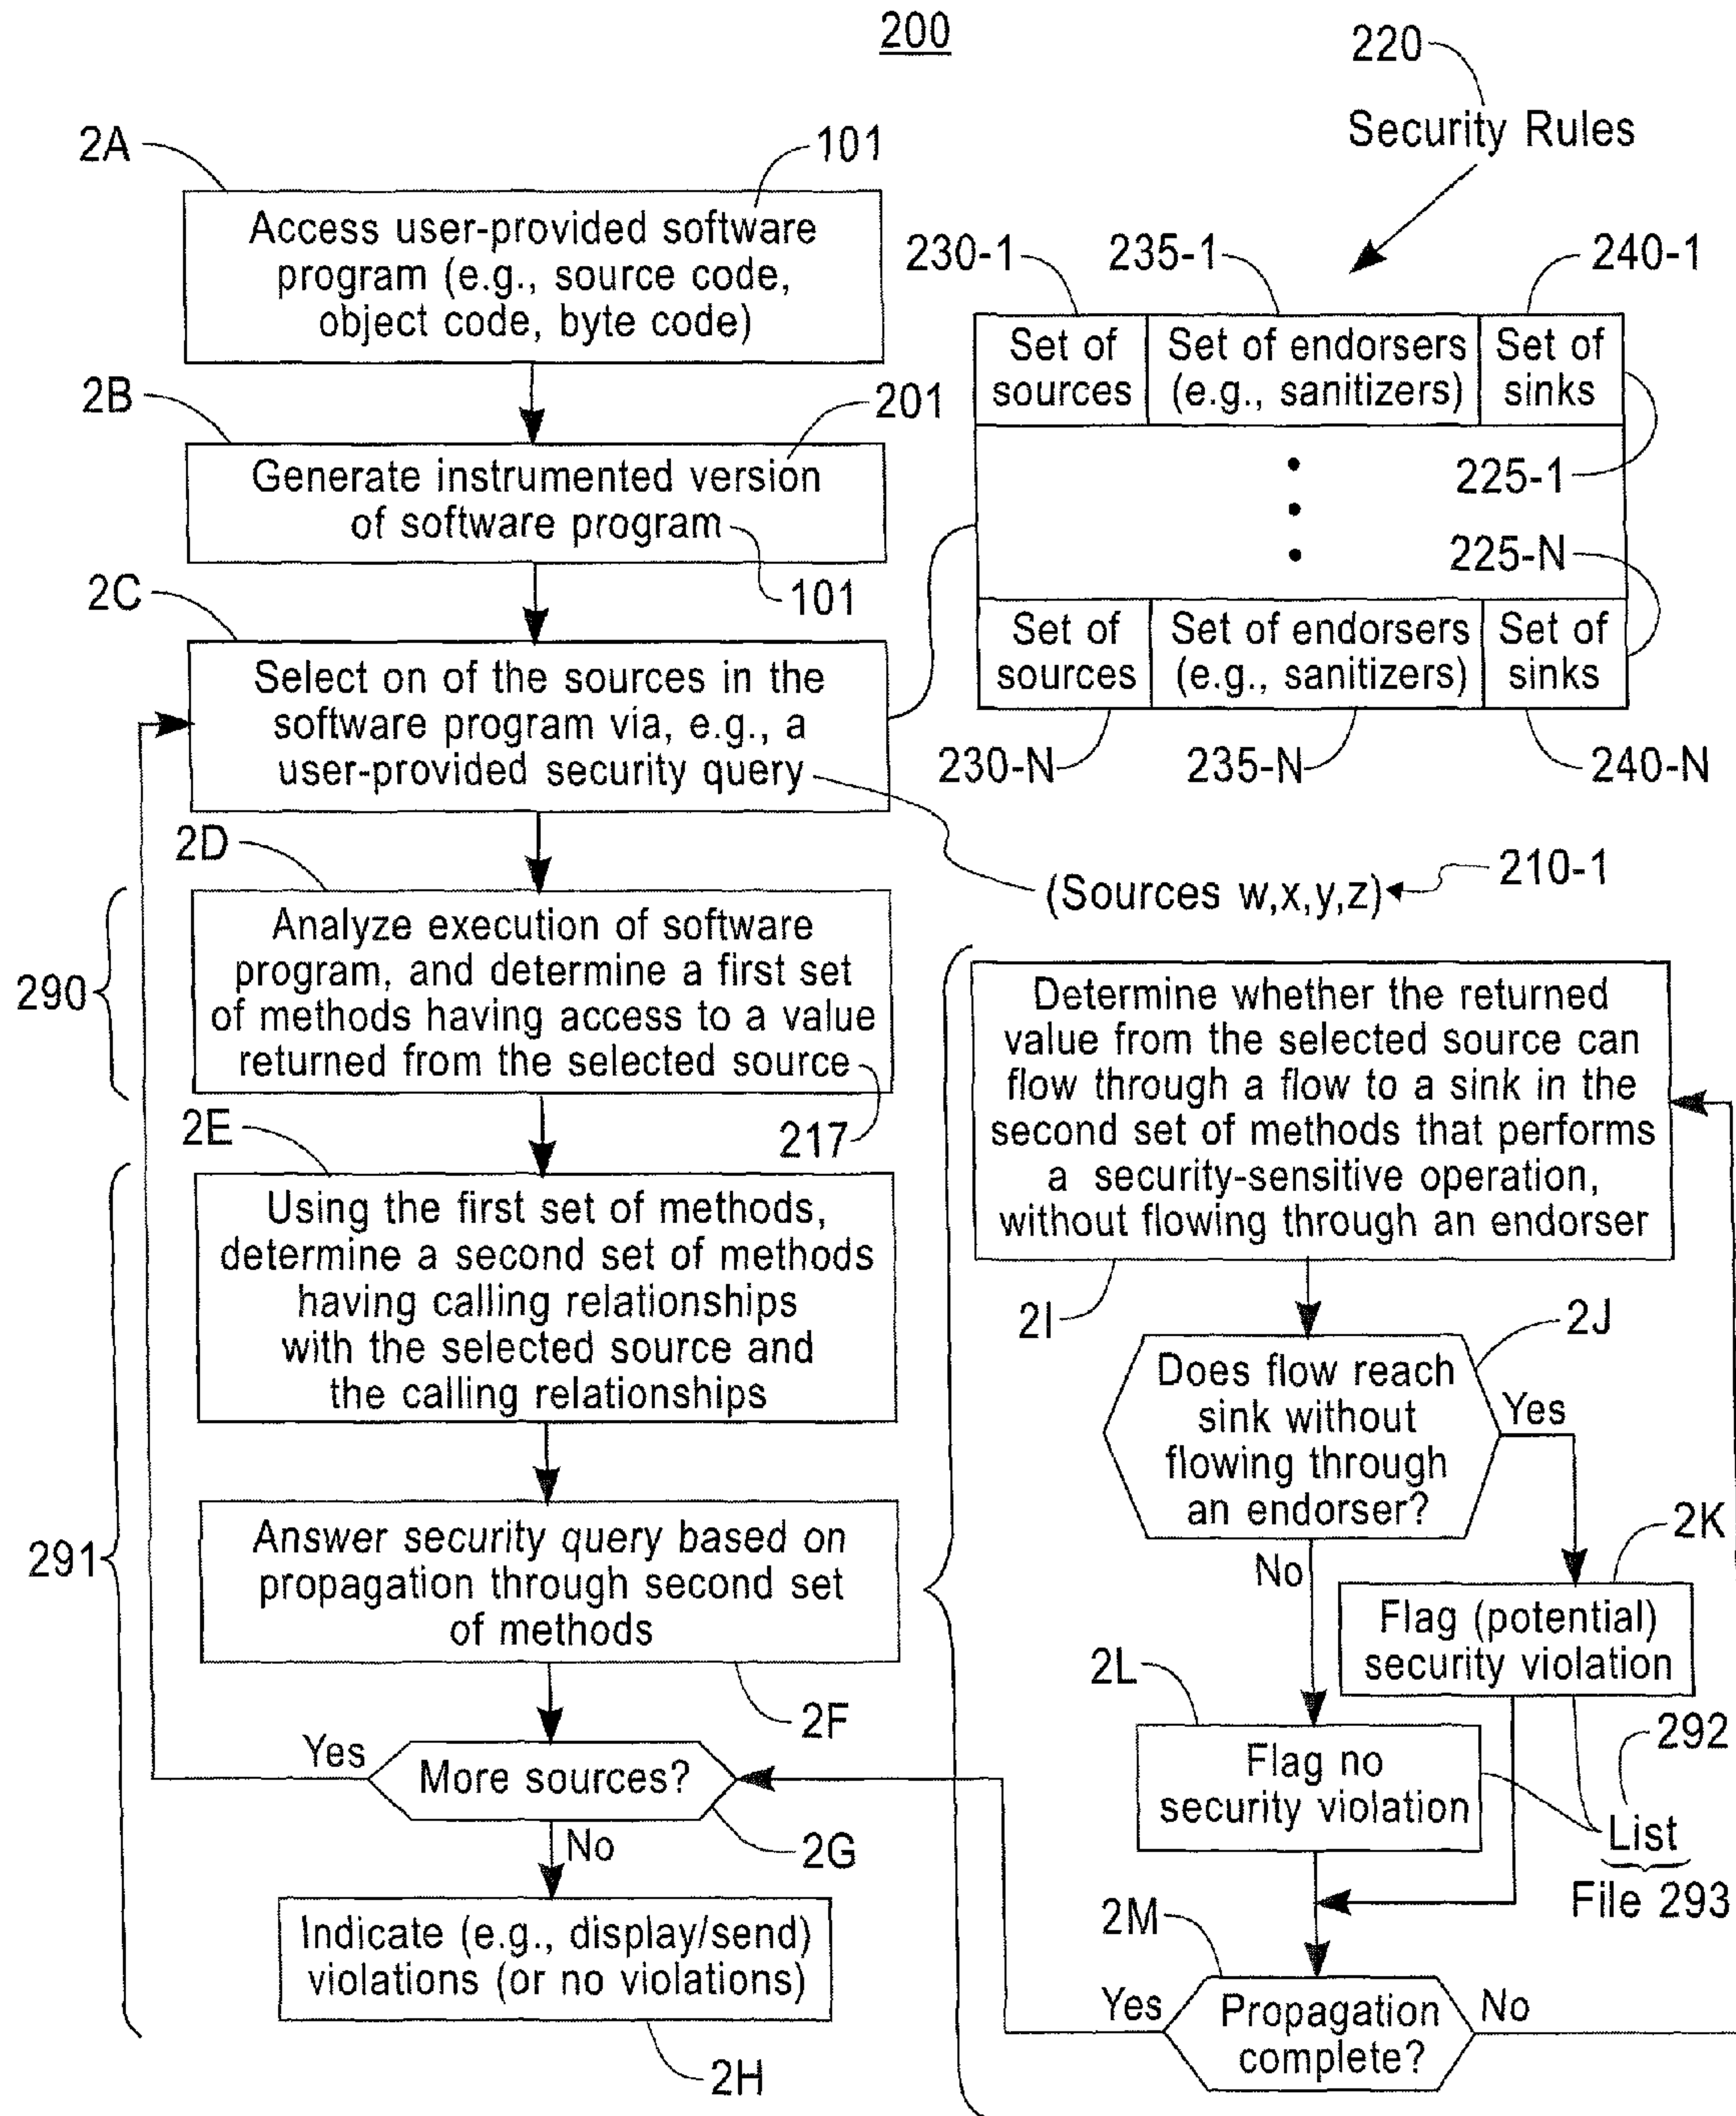 200
220
Security Rules
2A
101
Access user-provided software
program (e.g., source code,
object code, byte code)
230-1
235-1
240-1
Set of
sources
Set of endorsers
(e.g., sanitizers)
Set of
sinks
225-1
2B
201
Generate instrumented version
of software program
101
225-N
Set of
sources
Set of endorsers
(e.g., sanitizers)
Set of
sinks
230-N
235-N
240-N
2C
Select on of the sources in the
software program via, e.g., a
user-provided security query
(Sources w,x,y,z)
210-1
2D
290
Analyze execution of software
program, and determine a first set
of methods having access to a value
returned from the selected source
217
2E
291
Using the first set of methods,
determine a second set of methods
having calling relationships
with the selected source and
the calling relationships
Answer security query based on
propagation through second set
of methods
2F
Yes
More sources?
2G
No
Indicate (e.g., display/send)
violations (or no violations)
2H
Determine whether the returned
value from the selected source can
flow through a flow to a sink in the
second set of methods that performs
a security-sensitive operation,
without flowing through an endorser
2I
2J
Does flow reach
sink without
flowing through
an endorser?
Yes
No
2K
Flag (potential)
security violation
2L
Flag no
security violation
292
List
File 293
2M
Yes
Propagation
complete?
No